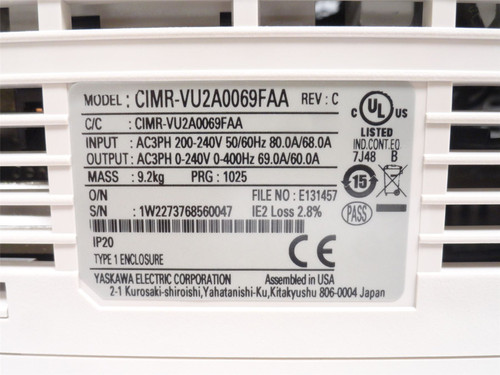 MODEL : CIMR-VU2A0069FAA REV : C
C/C : CIMR-VU2A0069FAA
INPUT : AC3PH 200-240V 50/60Hz 80.0A/68.0A
OUTPUT : AC3PH 0-240V 0-400Hz 69.0A/60.0A
MASS : 9.2kg PRG : 1025
O/N FILE NO : E131457
S/N : 1W2273768560047 IE2 Loss 2.8%
IP20
TYPE 1 ENCLOSURE
CE
YASKAWA ELECTRIC CORPORATION Assembled in USA
2-1 Kurosaki-shiroishi,Yahatanishi-Ku,Kitakyushu 806-0004 Japan
C UL US
LISTED
IND.CONT.EQ
7J48 B
15
PASS